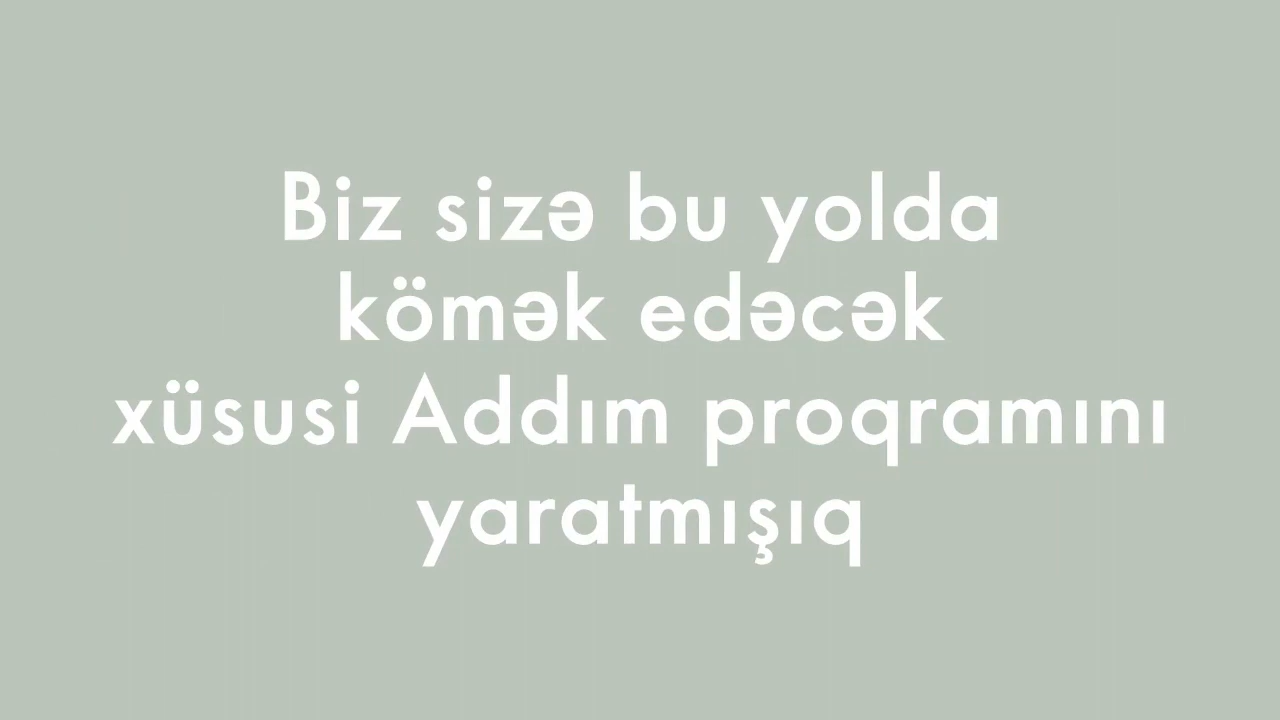 Biz sizə bu yolda
kömək edəcək
xüsusi Addım proqramını
yaratmışıq